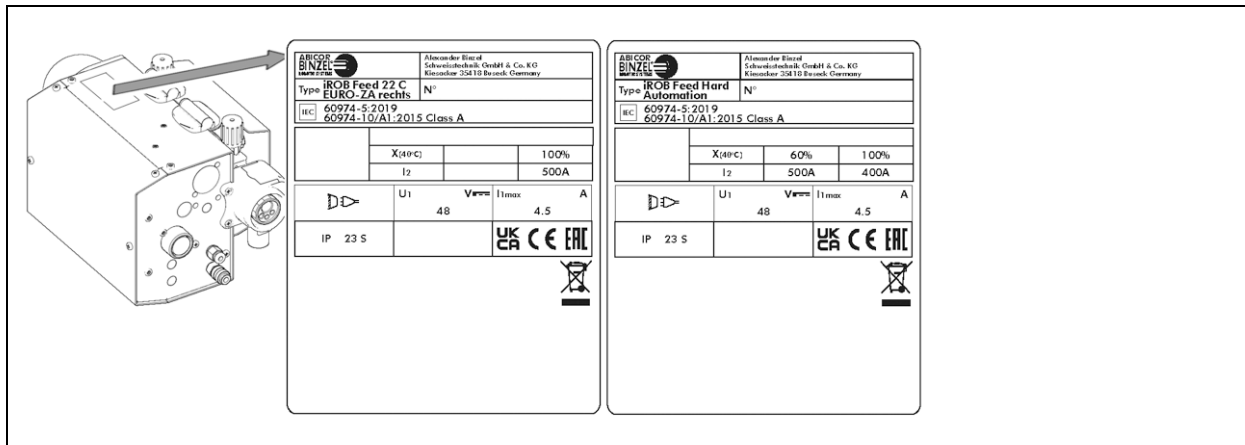 ABICOR
BINZEL
Alexander Binzel
Schweisstechnik GmbH & Co. KG
Kiesacker 35418 Buseck Germany
Type iROB Feed 22 C
EURO-ZA rechts
N°
IEC 60974-5:2019
60974-10/A1:2015 Class A
X(40°C) 100%
I2 500A
U1 V I1max A
48 4.5
IP 23 S
UK CA CE EAC
ABICOR
BINZEL
Alexander Binzel
Schweisstechnik GmbH & Co. KG
Kiesacker 35418 Buseck Germany
Type iROB Feed Hard
Automation
N°
IEC 60974-5:2019
60974-10/A1:2015 Class A
X(40°C) 60% 100%
I2 500A 400A
U1 V I1max A
48 4.5
IP 23 S
UK CA CE EAC